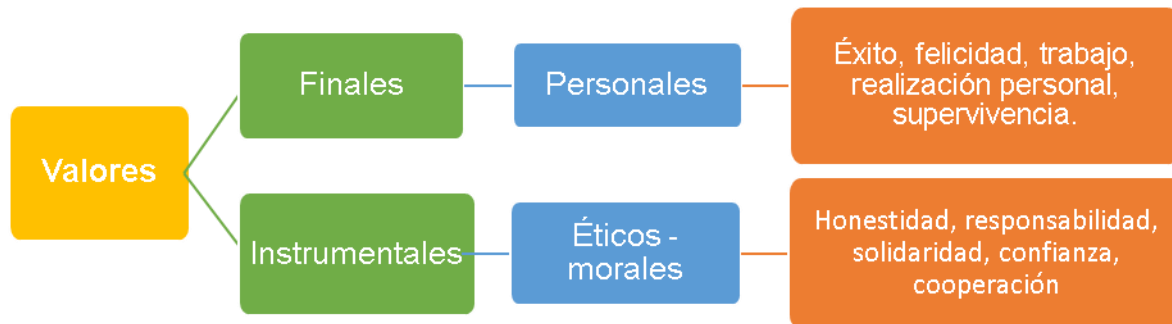 Valores
Finales
Personales
Éxito, felicidad, trabajo,
realización personal,
supervivencia.
Instrumentales
Éticos -
morales
Honestidad, responsabilidad,
solidaridad, confianza,
cooperación